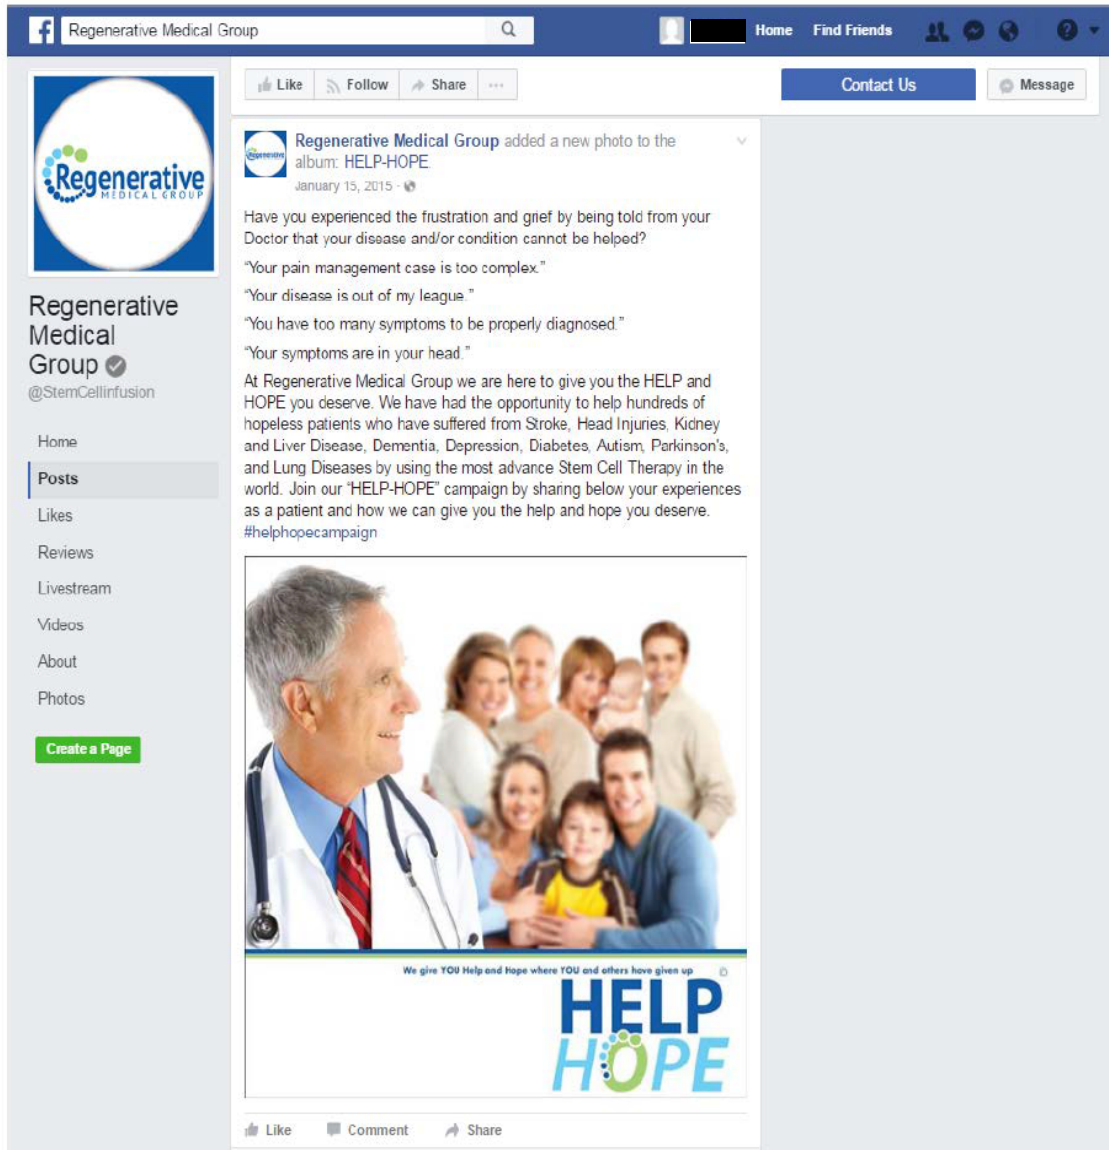 Regenerative Medical Group
Home
Find Friends
Regenerative
MEDICAL GROUP
Regenerative
Medical
Group
@StemCellinfusion
Home
Posts
Likes
Reviews
Livestream
Videos
About
Photos
Create a Page
Like
Follow
Share
Contact Us
Message
Regenerative
Regenerative Medical Group added a new photo to the
album: HELP-HOPE.
January 15, 2015 ·
Have you experienced the frustration and grief by being told from your
Doctor that your disease and/or condition cannot be helped?
“Your pain management case is too complex.”
“Your disease is out of my league.”
“You have too many symptoms to be properly diagnosed.”
“Your symptoms are in your head.”
At Regenerative Medical Group we are here to give you the HELP and
HOPE you deserve. We have had the opportunity to help hundreds of
hopeless patients who have suffered from Stroke, Head Injuries, Kidney
and Liver Disease, Dementia, Depression, Diabetes, Autism, Parkinson's,
and Lung Diseases by using the most advance Stem Cell Therapy in the
world. Join our “HELP-HOPE” campaign by sharing below your experiences
as a patient and how we can give you the help and hope you deserve.
#helphopecampaign
We give YOU Help and Hope where YOU and others have given up
HELP
HOPE
Like
Comment
Share